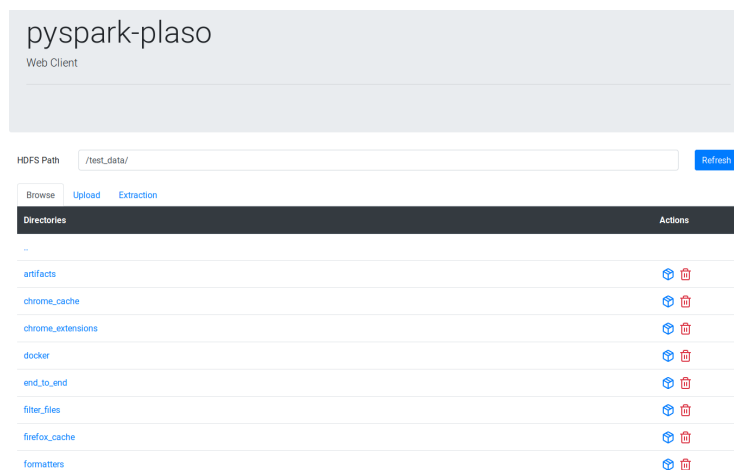 pyspark-plaso
Web Client
HDFS Path /test_data/ Refresh
Browse Upload Extraction
Directories Actions
..
artifacts
chrome_cache
chrome_extensions
docker
end_to_end
filter_files
firefox_cache
formatters